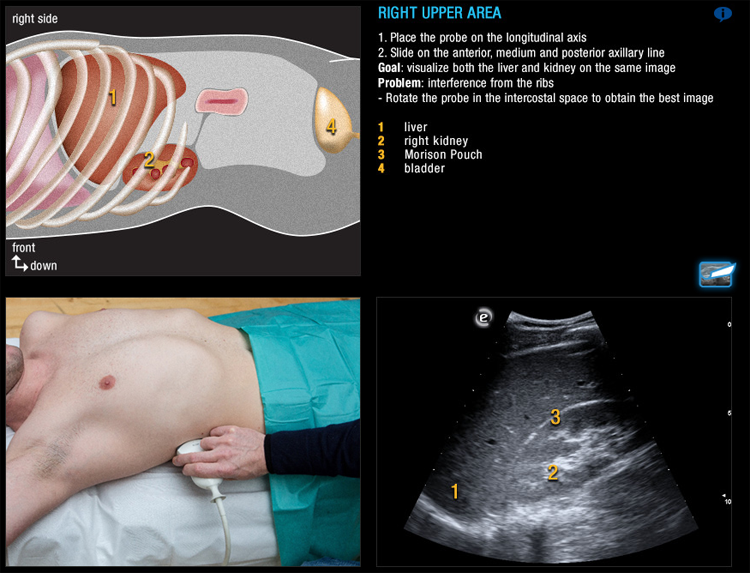 right side
1
2
4
front
down
RIGHT UPPER AREA
i
1. Place the probe on the longitudinal axis
2. Slide on the anterior, medium and posterior axillary line
Goal: visualize both the liver and kidney on the same image
Problem: interference from the ribs
- Rotate the probe in the intercostal space to obtain the best image
1 liver
2 right kidney
3 Morison Pouch
4 bladder
e
0
5
10
3
2
1